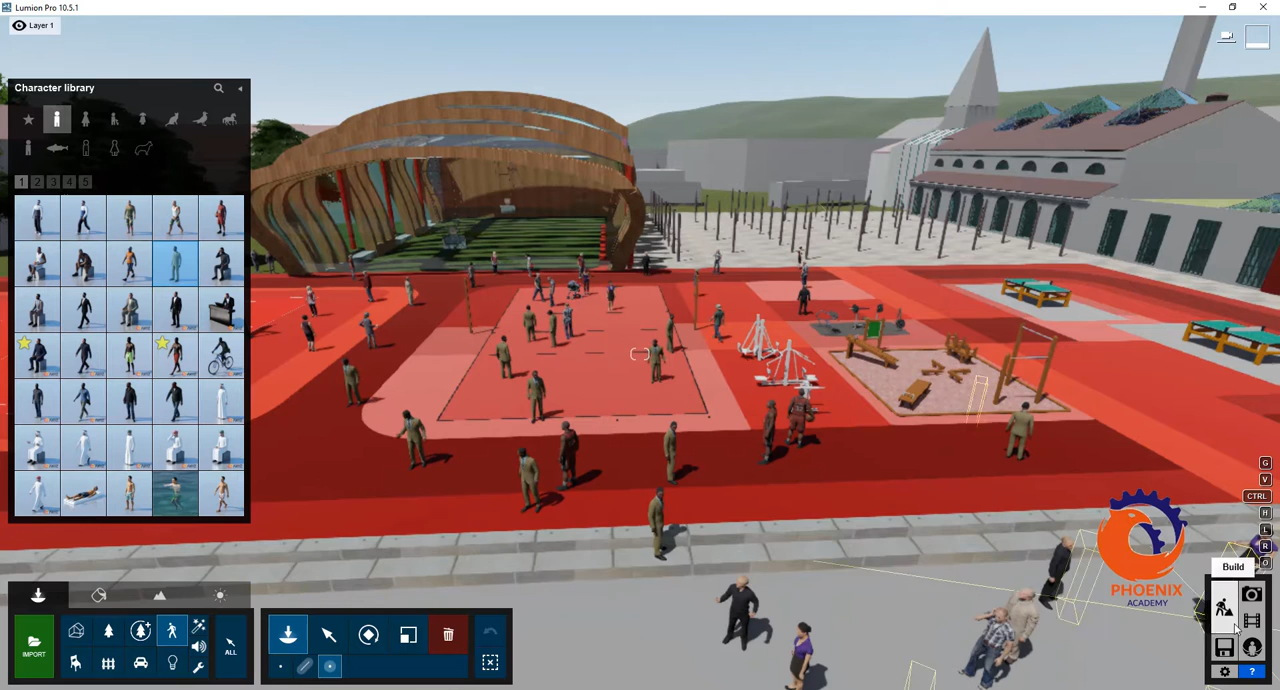 Lumion Pro 10.5.1
Layer 1
Character library
1 2 3 4 5
G
V
CTRL
H
L
R
O
PHOENIX
ACADEMY
Build
IMPORT
ALL
?